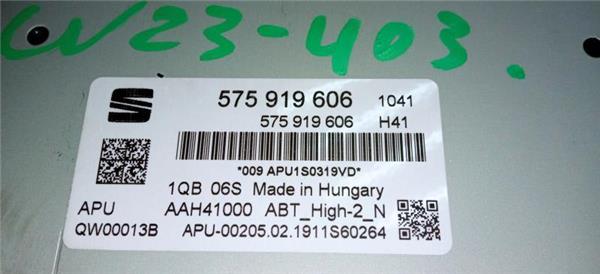 CV23-403.
575 919 606 1041
575 919 606 H41
*009 APU1S0319VD*
1QB 06S Made in Hungary
APU AAH41000 ABT_High-2_N
QW00013B APU-00205.02.1911S60264